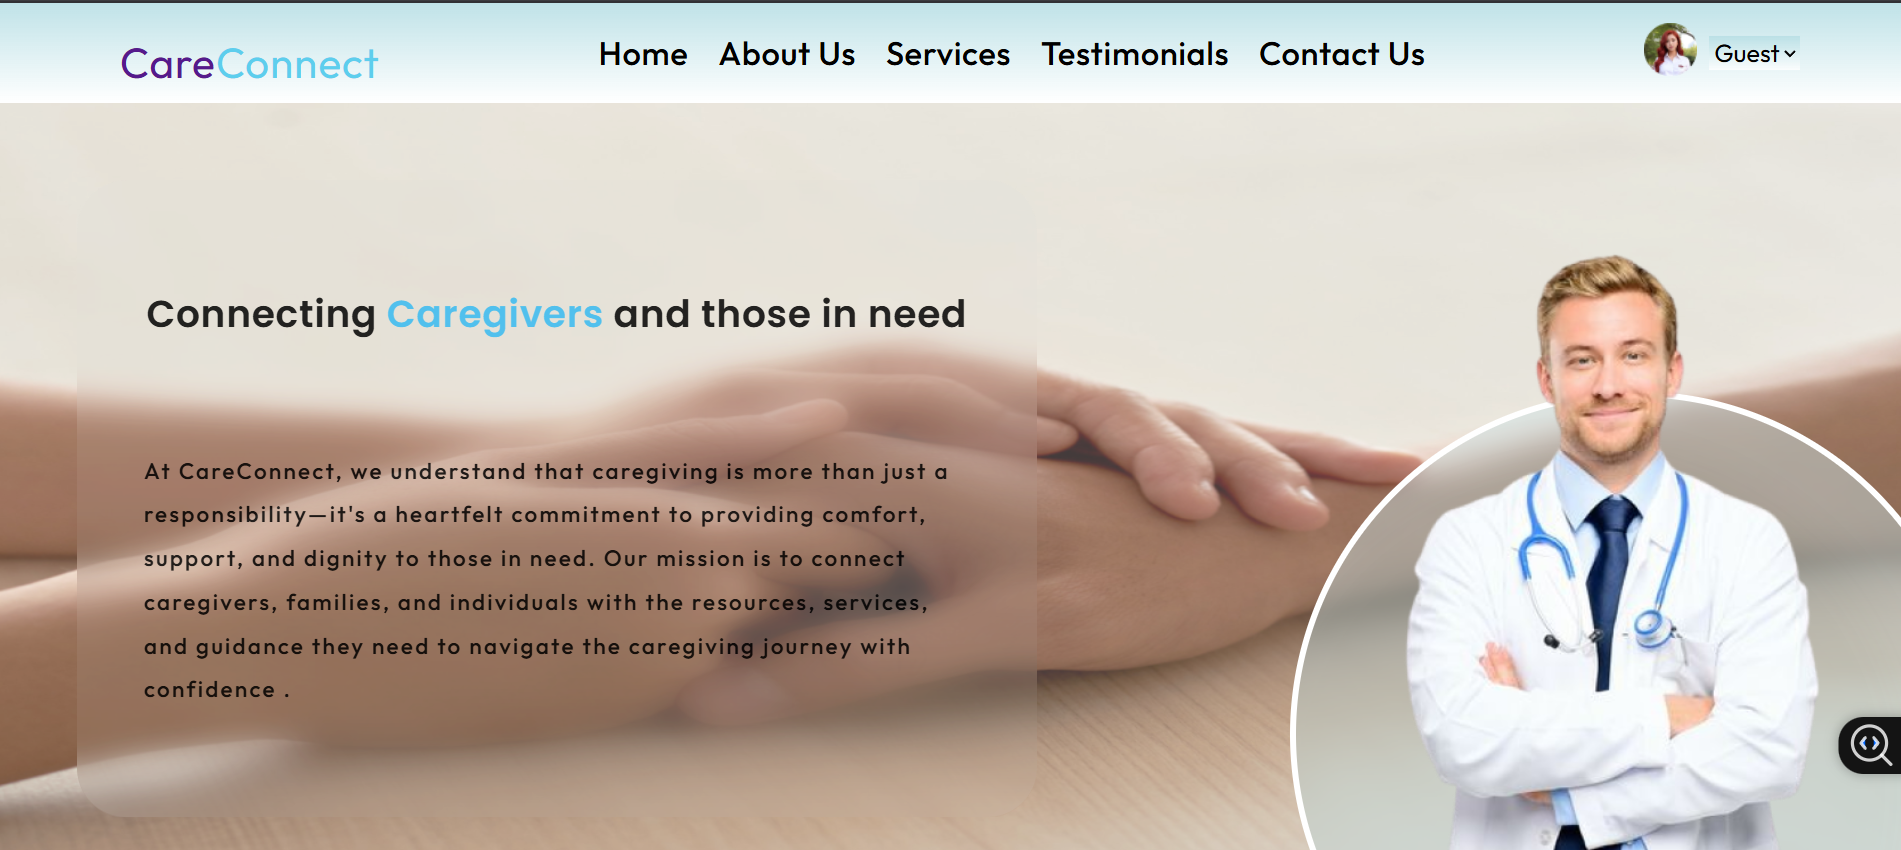 CareConnect
Home About Us Services Testimonials Contact Us
Guest
Connecting Caregivers and those in need
At CareConnect, we understand that caregiving is more than just a
responsibility—it's a heartfelt commitment to providing comfort,
support, and dignity to those in need. Our mission is to connect
caregivers, families, and individuals with the resources, services,
and guidance they need to navigate the caregiving journey with
confidence .